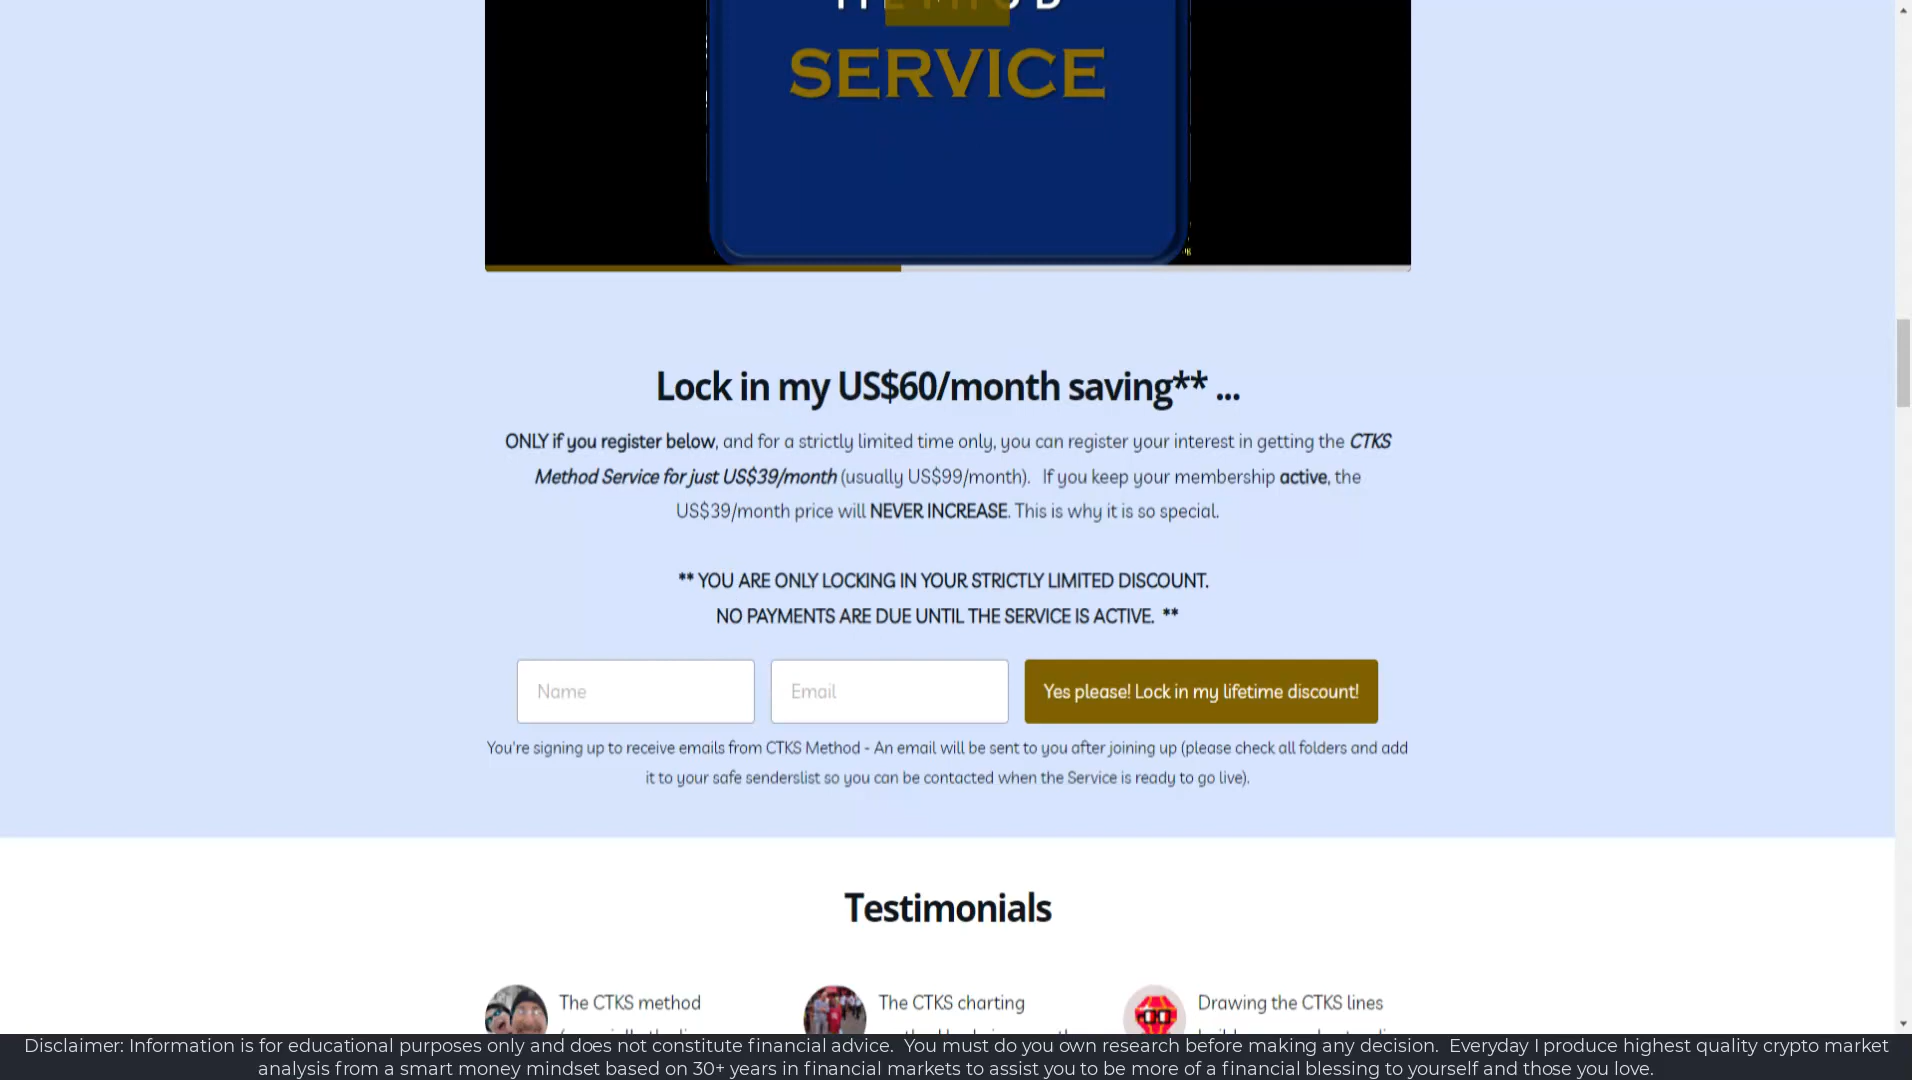 SERVICE
Lock in my US$60/month saving** ...
ONLY if you register below, and for a strictly limited time only, you can register your interest in getting the CTKS
Method Service for just US$39/month (usually US$99/month). If you keep your membership active, the
US$39/month price will NEVER INCREASE. This is why it is so special.
** YOU ARE ONLY LOCKING IN YOUR STRICTLY LIMITED DISCOUNT.
NO PAYMENTS ARE DUE UNTIL THE SERVICE IS ACTIVE. **
Name
Email
Yes please! Lock in my lifetime discount!
You're signing up to receive emails from CTKS Method - An email will be sent to you after joining up (please check all folders and add
it to your safe senderslist so you can be contacted when the Service is ready to go live).
Testimonials
The CTKS method
The CTKS charting
Drawing the CTKS lines
Disclaimer: Information is for educational purposes only and does not constitute financial advice. You must do you own research before making any decision. Everyday I produce highest quality crypto market
analysis from a smart money mindset based on 30+ years in financial markets to assist you to be more of a financial blessing to yourself and those you love.